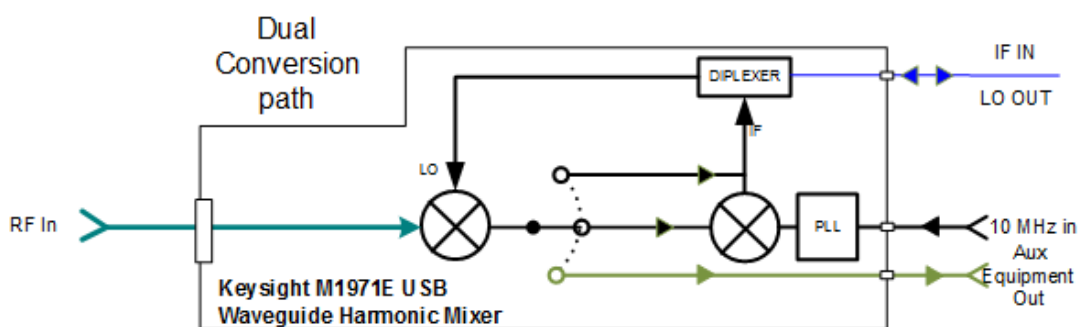 Dual
Conversion
path
DIPLEXER
IF IN
LO OUT
IF
LO
RF In
PLL
10 MHz in
Aux
Equipment
Out
Keysight M1971E USB
Waveguide Harmonic Mixer